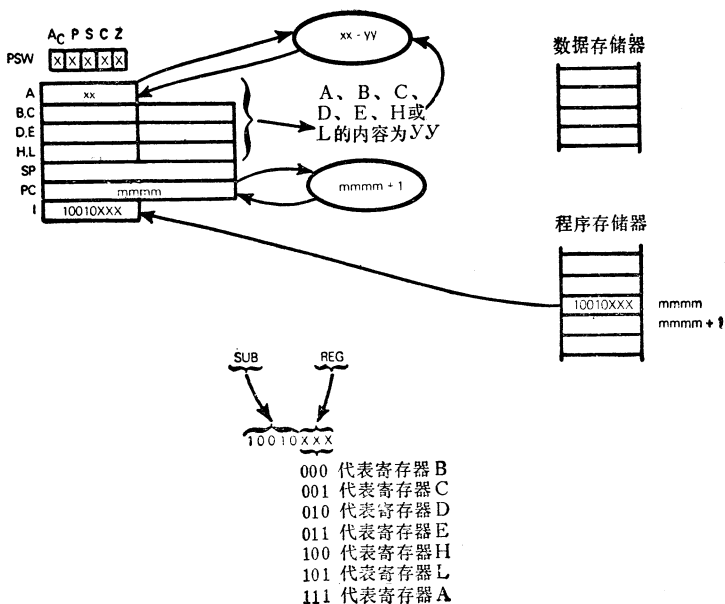 A_C P S C Z
PSW X X X X X
A xx
B.C
D.E
H.L
SP
PC mmmm
I 10010XXX
xx - yy
A、B、C、
D、E、H或
L的内容为yy
mmmm + 1
数据存储器
程序存储器
10010XXX mmmm
mmmm + 1
SUB REG
10010XXX
000 代表寄存器B
001 代表寄存器C
010 代表寄存器D
011 代表寄存器E
100 代表寄存器H
101 代表寄存器L
111 代表寄存器A